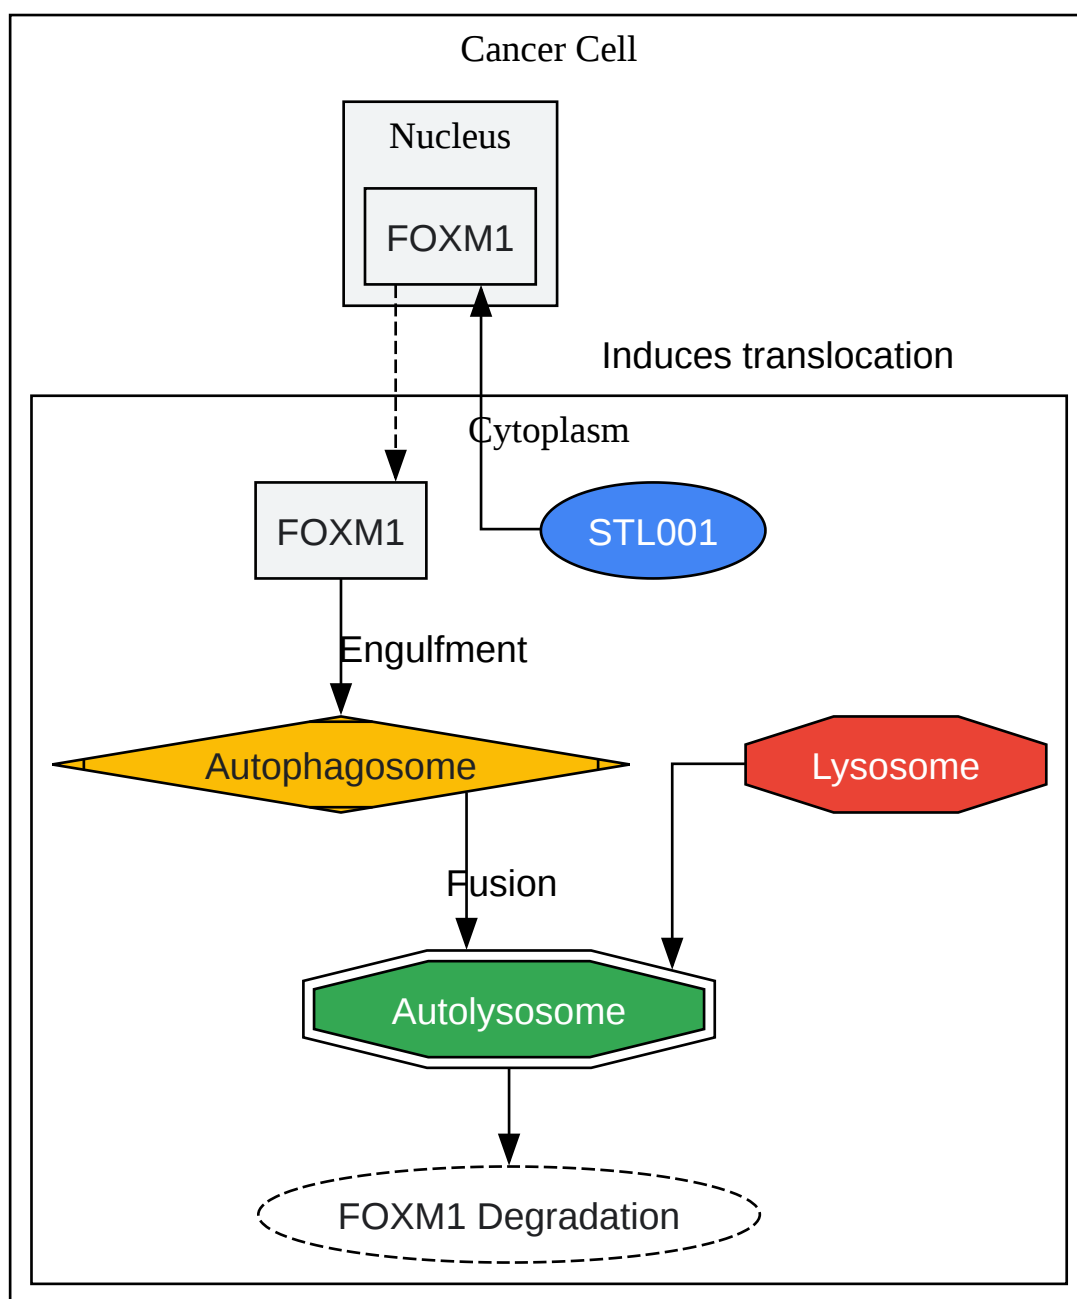 Cancer Cell
Nucleus
FOXM1
Induces translocation
Cytoplasm
FOXM1
STL001
Engulfment
Autophagosome
Lysosome
Fusion
Autolysosome
FOXM1 Degradation